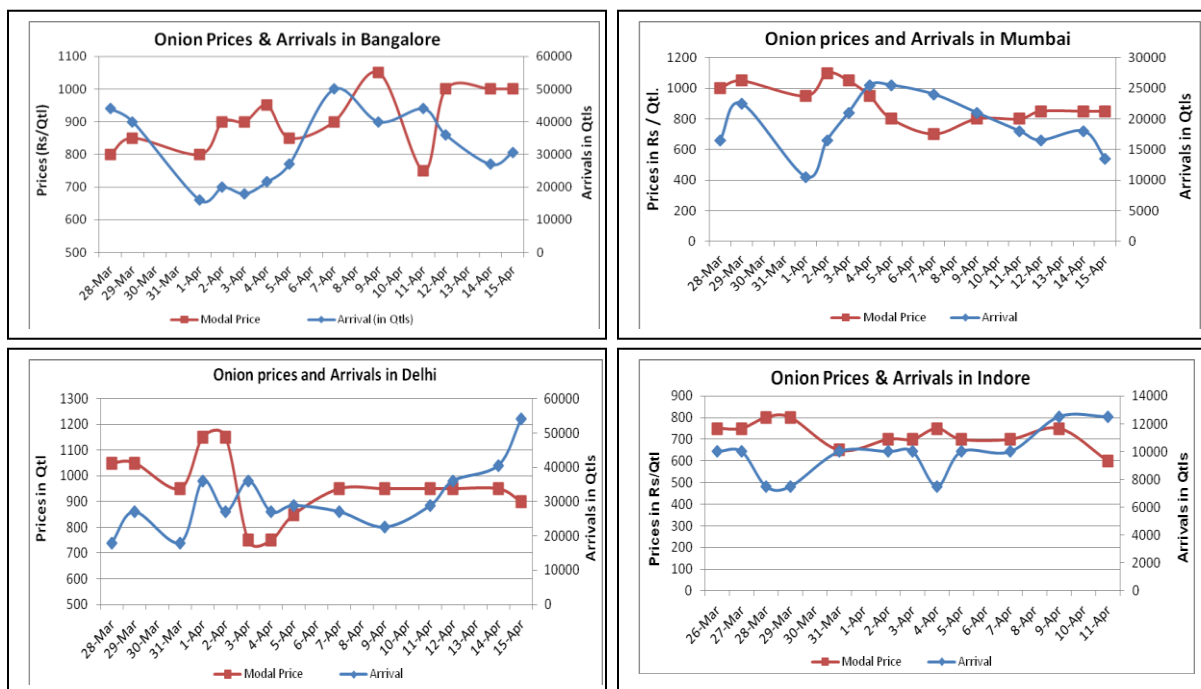 Onion Prices & Arrivals in Bangalore
Prices (Rs/Qtl)
1100
1000
900
800
700
600
500
60000
50000
40000
30000
20000
10000
0
Arrivals in Qtls
28-Mar
29-Mar
30-Mar
31-Mar
1-Apr
2-Apr
3-Apr
4-Apr
5-Apr
6-Apr
7-Apr
8-Apr
9-Apr
10-Apr
11-Apr
12-Apr
13-Apr
14-Apr
15-Apr
Modal Price
Arrival (in Qtls)
Onion prices and Arrivals in Mumbai
Prices in Rs / Qtl.
1200
1000
800
600
400
200
0
30000
25000
20000
15000
10000
5000
0
Arrivals in Qtls
28-Mar
29-Mar
30-Mar
31-Mar
1-Apr
2-Apr
3-Apr
4-Apr
5-Apr
6-Apr
7-Apr
8-Apr
9-Apr
10-Apr
11-Apr
12-Apr
13-Apr
14-Apr
15-Apr
Modal Price
Arrival
Onion prices and Arrivals in Delhi
Prices in Qtl
1300
1200
1100
1000
900
800
700
600
500
60000
50000
40000
30000
20000
10000
0
Arrivals in Qtls
28-Mar
29-Mar
30-Mar
31-Mar
1-Apr
2-Apr
3-Apr
4-Apr
5-Apr
6-Apr
7-Apr
8-Apr
9-Apr
10-Apr
11-Apr
12-Apr
13-Apr
14-Apr
15-Apr
Modal Price
Arrival
Onion Prices & Arrivals in Indore
Prices in Rs/Qtl
900
800
700
600
500
400
300
200
100
0
14000
12000
10000
8000
6000
4000
2000
0
Arrivals in Qtls
26-Mar
27-Mar
28-Mar
29-Mar
30-Mar
31-Mar
1-Apr
2-Apr
3-Apr
4-Apr
5-Apr
6-Apr
7-Apr
8-Apr
9-Apr
10-Apr
11-Apr
Modal Price
Arrival